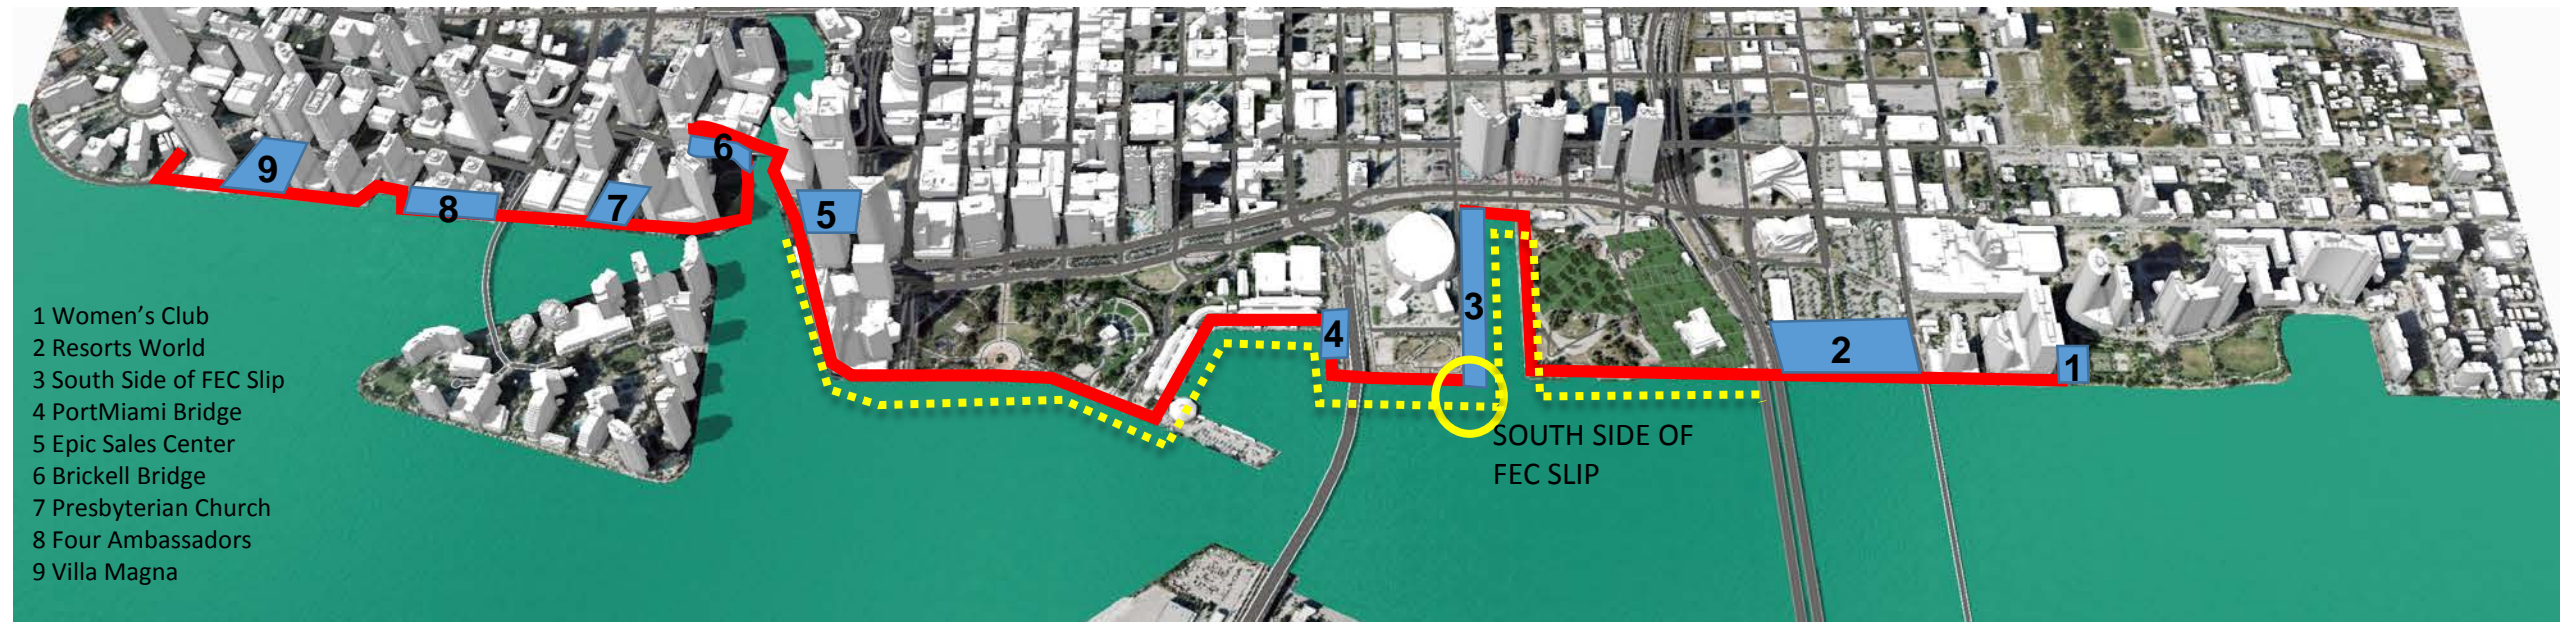 9
8
7
6
5
4
3
2
1
1 Women’s Club
2 Resorts World
3 South Side of FEC Slip
4 PortMiami Bridge
5 Epic Sales Center
6 Brickell Bridge
7 Presbyterian Church
8 Four Ambassadors
9 Villa Magna
SOUTH SIDE OF
FEC SLIP